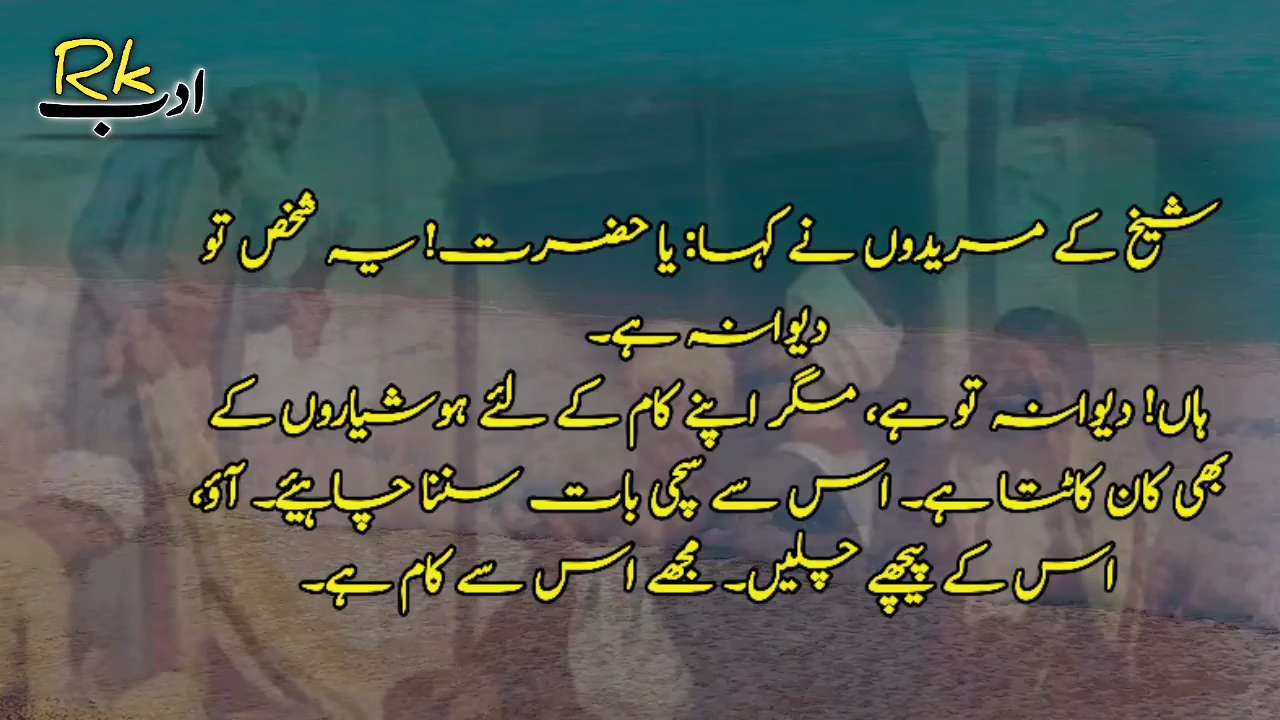 Rk
ادب
شیخ کے مریدوں نے کہا: یا حضرت! یہ شخص تو
دیوانہ ہے۔
ہاں! دیوانہ تو ہے، مگر اپنے کام کے لئے ہوشیاروں کے
بھی کان کاٹتا ہے۔ اس سے سچی بات سننا چاہیئے۔ آؤ،
اس کے پیچھے چلیں۔ مجھے اس سے کام ہے۔